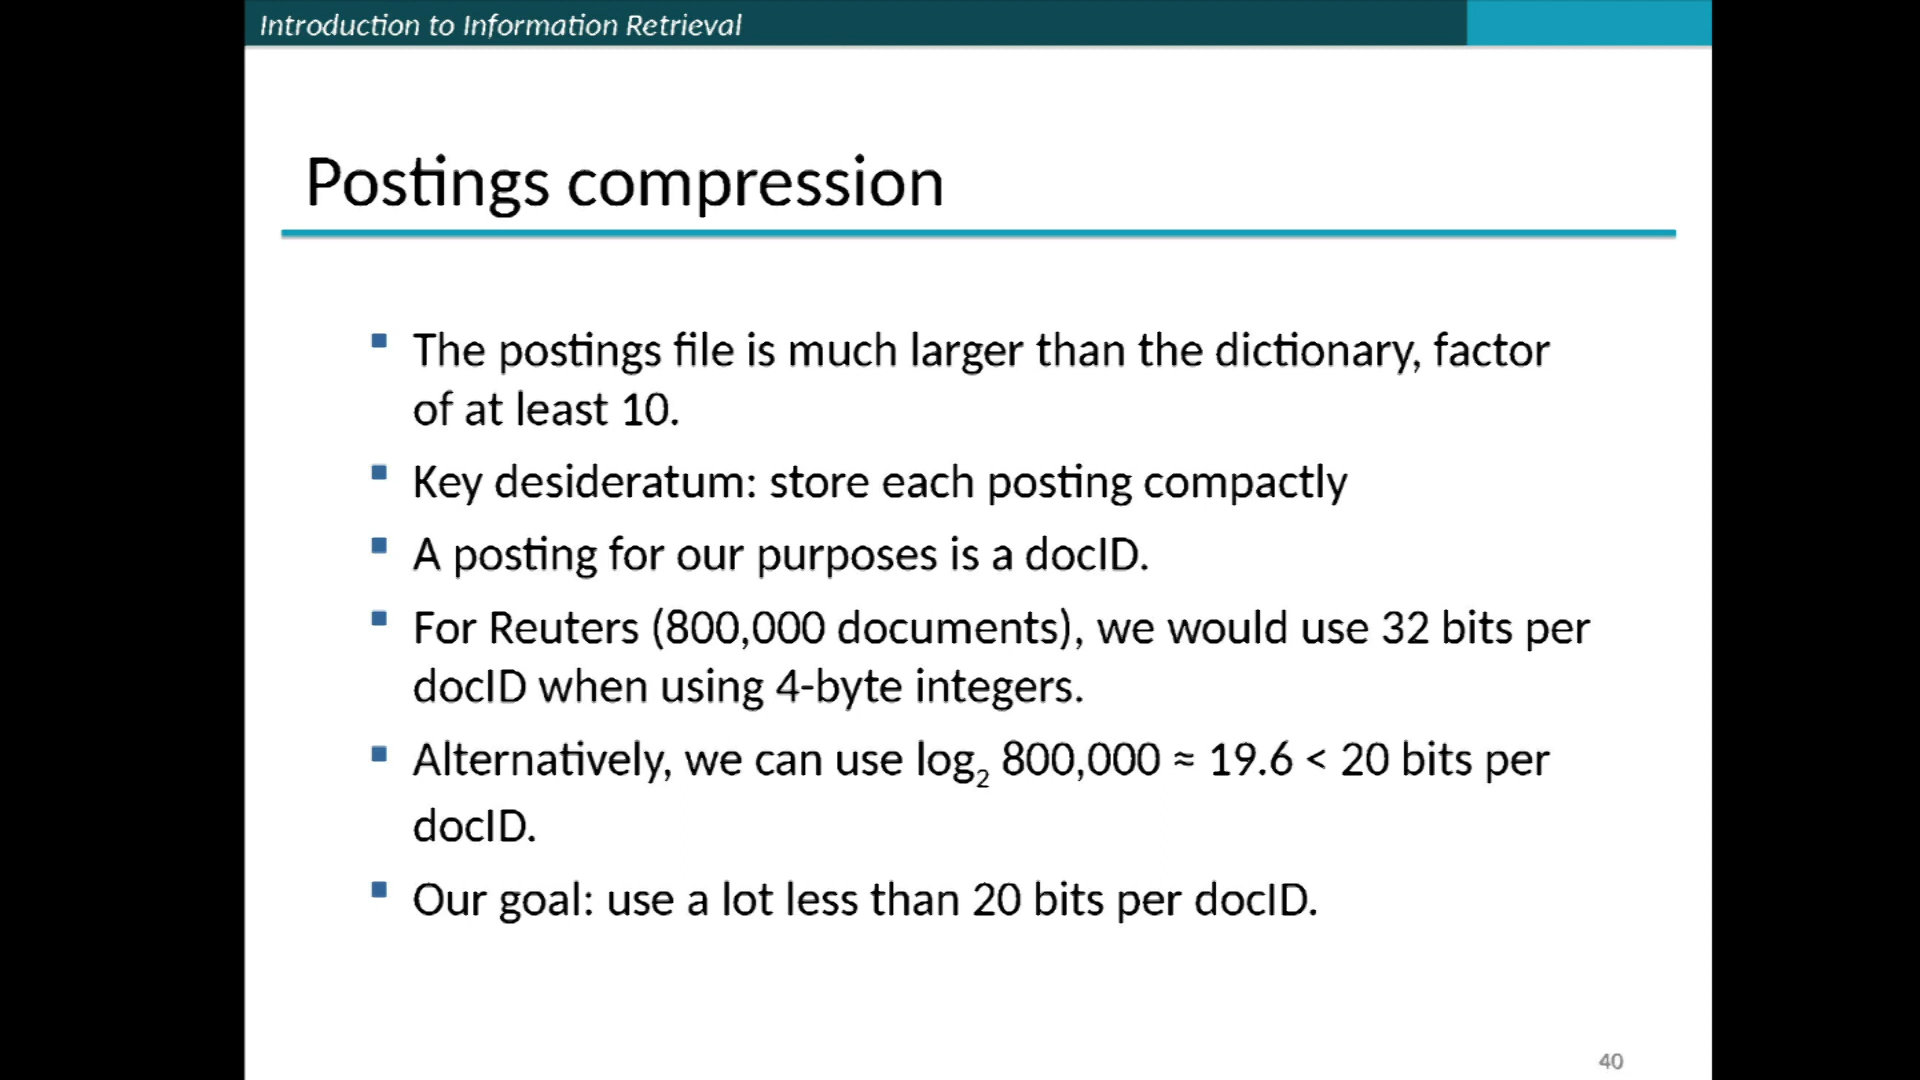 Introduction to Information Retrieval
Postings compression
The postings file is much larger than the dictionary, factor
of at least 10.
Key desideratum: store each posting compactly
A posting for our purposes is a docID.
For Reuters (800,000 documents), we would use 32 bits per
docID when using 4-byte integers.
Alternatively, we can use log₂ 800,000 ≈ 19.6 < 20 bits per
docID.
Our goal: use a lot less than 20 bits per docID.
40